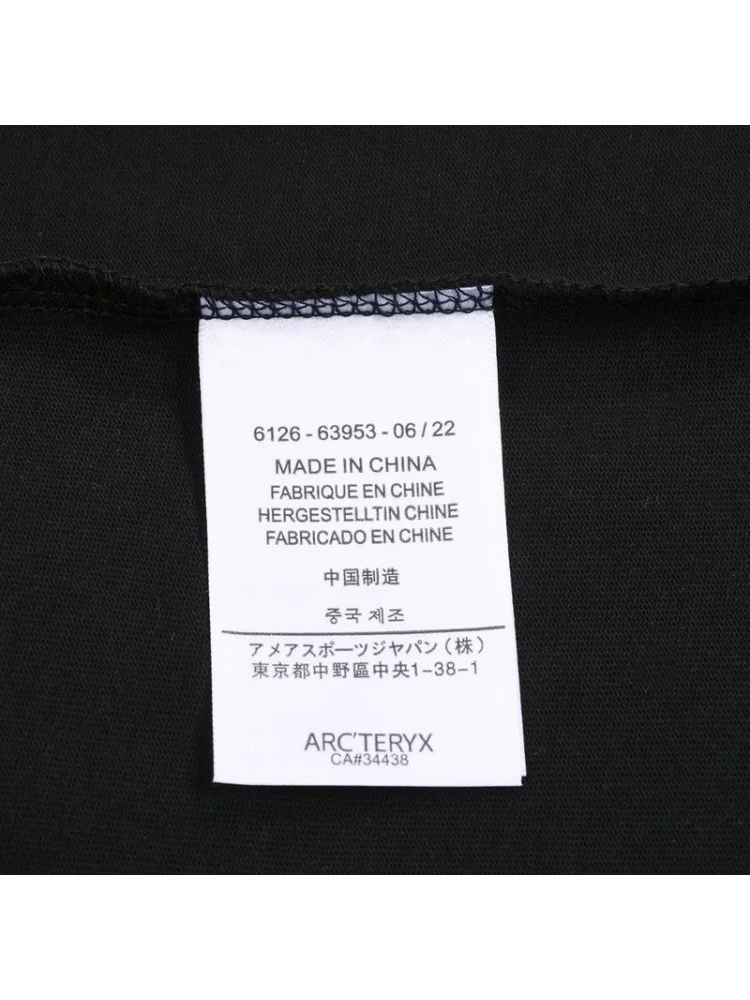 6126 - 63953 - 06 / 22
MADE IN CHINA
FABRIQUE EN CHINE
HERGESTELLTIN CHINE
FABRICADO EN CHINE
中国制造
중국 제조
アメアスポーツジャパン（株）
東京都中野區中央1-38-1
ARC'TERYX
CA#34438